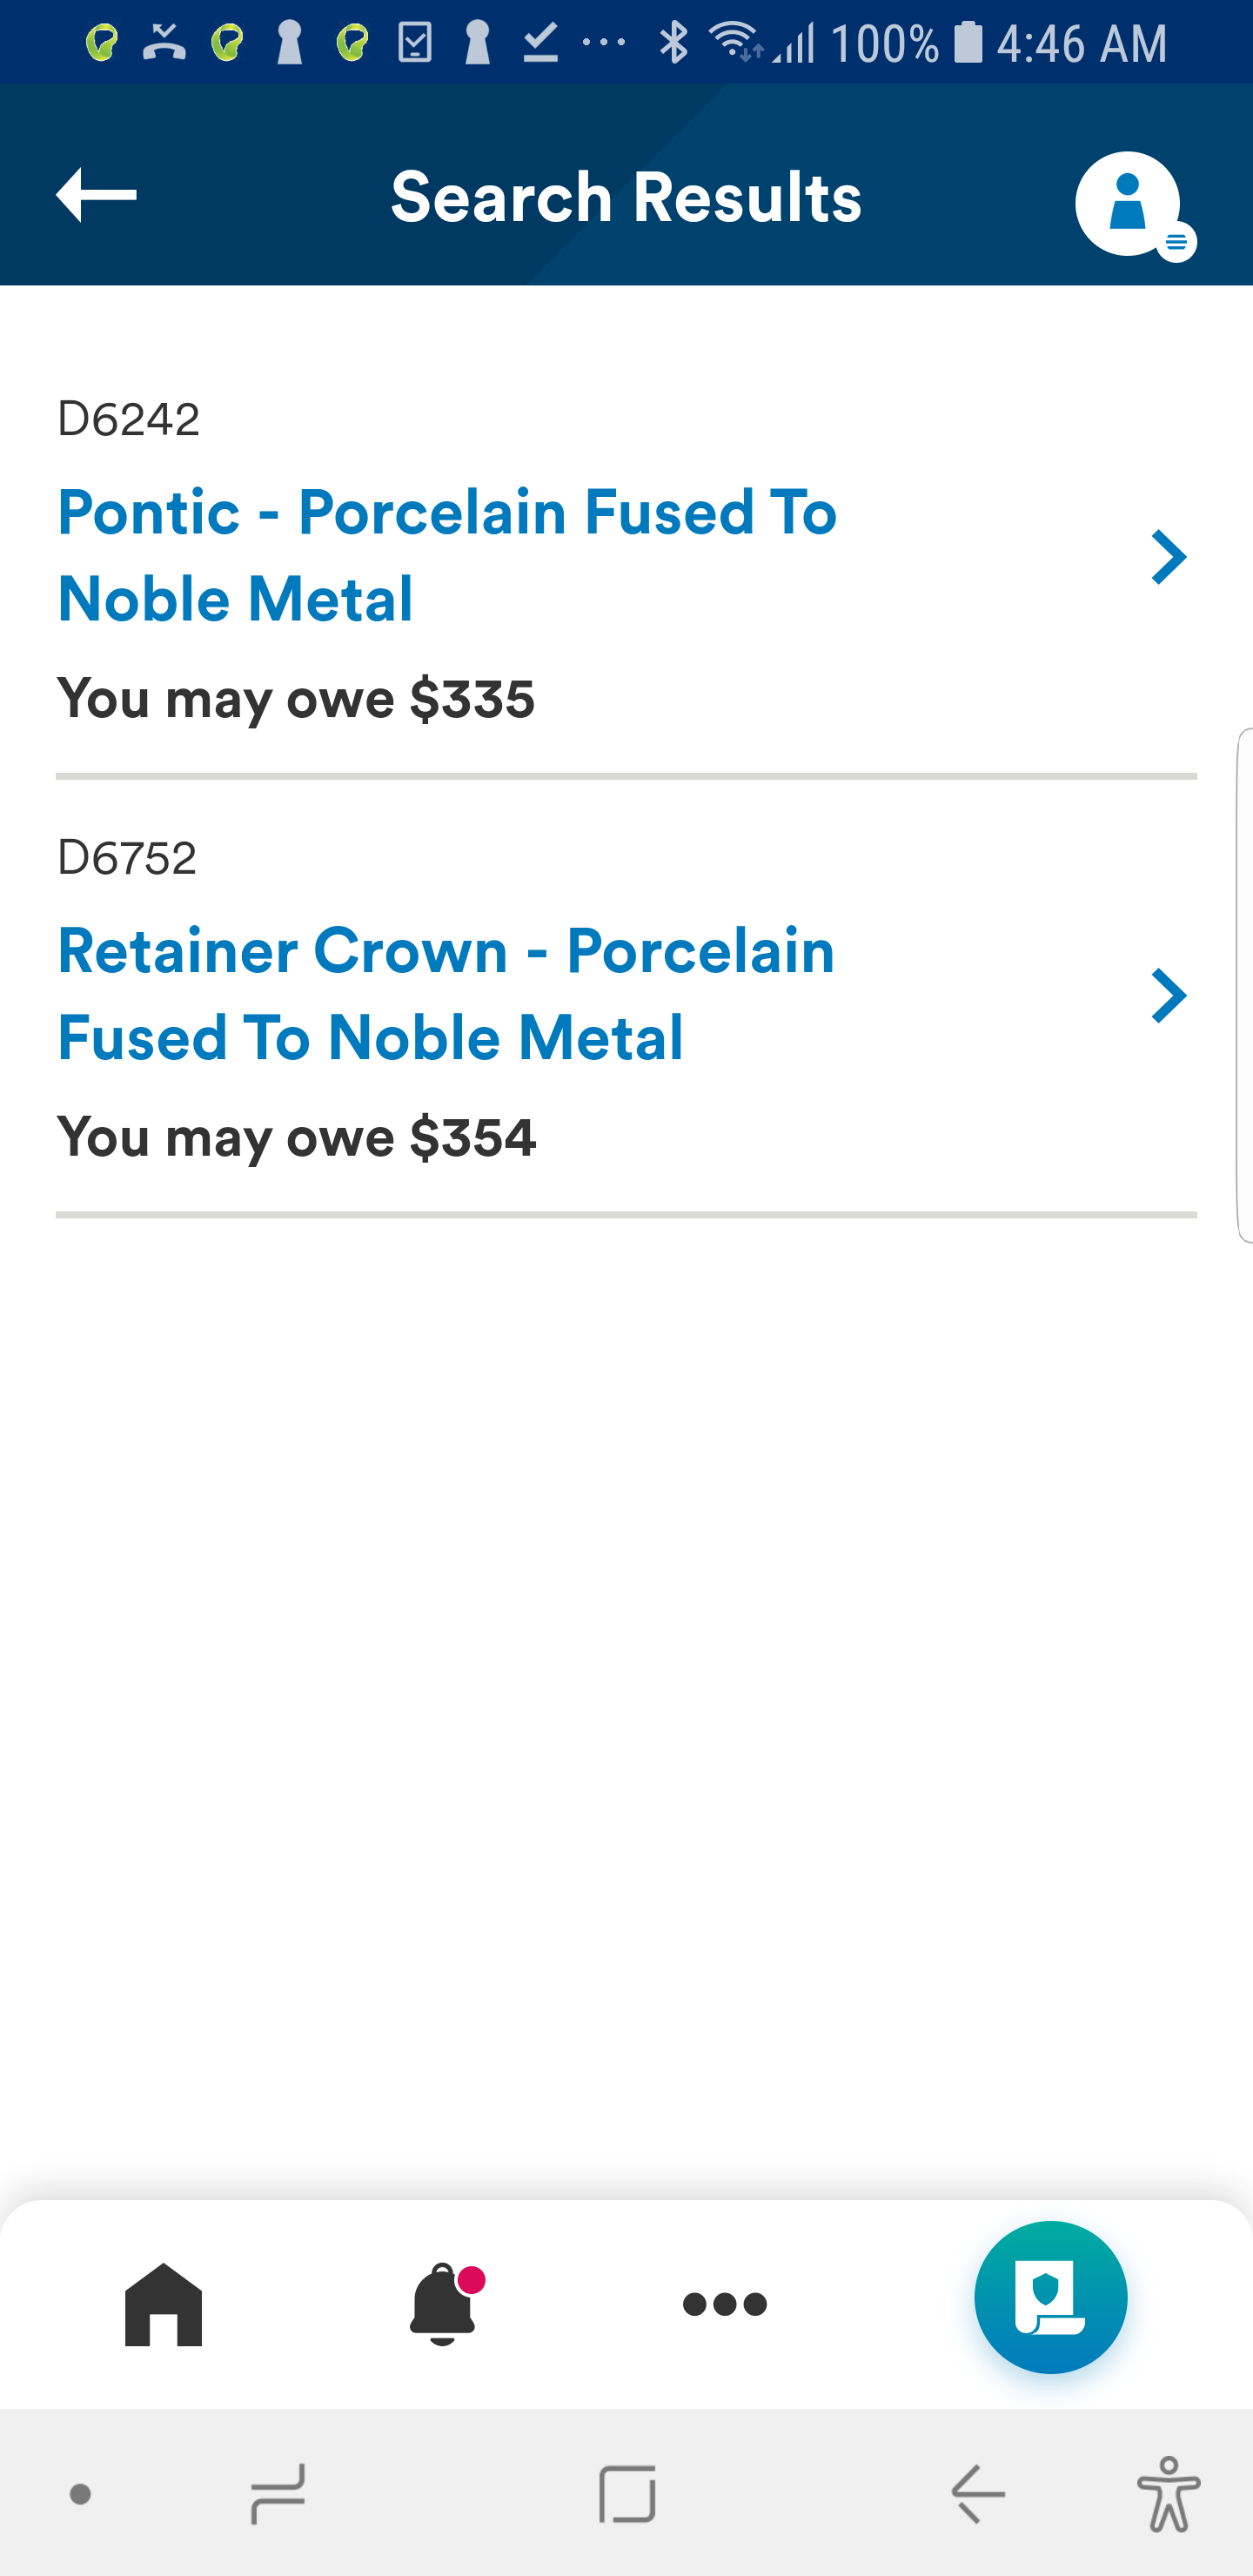 100% 4:46 AM
Search Results
D6242
Pontic - Porcelain Fused To
Noble Metal
You may owe $335
D6752
Retainer Crown - Porcelain
Fused To Noble Metal
You may owe $354